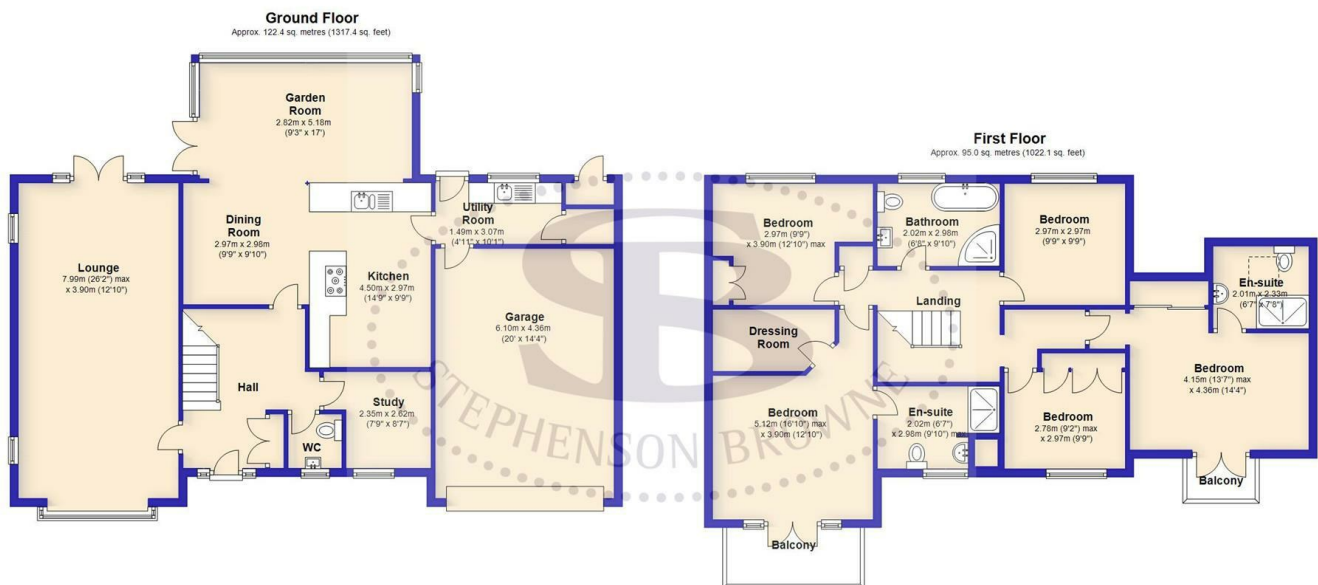 Ground Floor
Approx. 122.4 sq. metres (1317.4 sq. feet)
Garden
Room
2.82m x 5.18m
(9'3" x 17')
Dining
Room
2.97m x 2.98m
(9'9" x 9'10")
Lounge
7.99m (26'2") max
x 3.90m (12'10")
Utility
Room
1.49m x 3.07m
(4'11" x 10'1")
Kitchen
4.50m x 2.97m
(14'9" x 9'9")
Garage
6.10m x 4.36m
(20' x 14'4")
Hall
Study
2.35m x 2.62m
(7'9" x 8'7")
WC
First Floor
Approx. 95.0 sq. metres (1022.1 sq. feet)
Bedroom
2.97m (9'9")
x 3.90m (12'10") max
Bathroom
2.02m x 2.98m
(6'8" x 9'10")
Bedroom
2.97m x 2.97m
(9'9" x 9'9")
En-suite
2.01m x 2.33m
(6'7" x 7'8")
Landing
Dressing
Room
Bedroom
4.15m (13'7") max
x 4.36m (14'4")
Bedroom
5.12m (16'10") max
x 3.90m (12'10")
En-suite
2.02m (6'7")
x 2.98m (9'10") max
Bedroom
2.78m (9'2") max
x 2.97m (9'9")
Balcony
Balcony
SB
STEPHENSON BROWNE